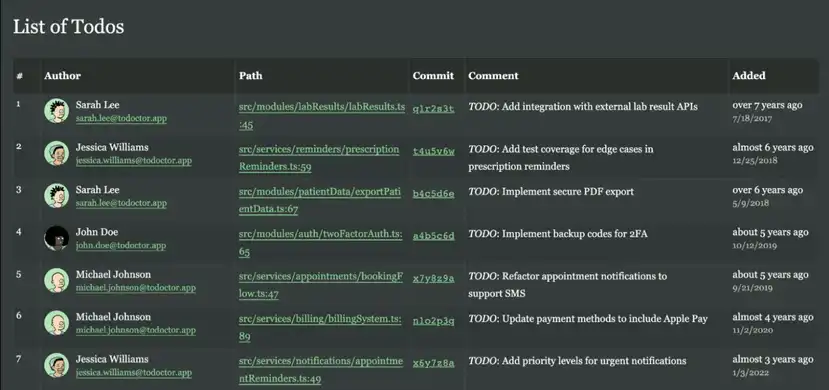 List of Todos
# Author Path Commit Comment Added
1 Sarah Lee src/modules/labResults/labResults.ts q1r2s3t TODO: Add integration with external lab result APIs over 7 years ago
sarah.lee@todoctor.app :45 7/18/2017
2 Jessica Williams src/services/reminders/prescription t4u5v6w TODO: Add test coverage for edge cases in almost 6 years ago
jessica.williams@todoctor.app Reminders.ts:59 prescription reminders 12/25/2018
3 Sarah Lee src/modules/patientData/exportPati b4c5d6e TODO: Implement secure PDF export over 6 years ago
sarah.lee@todoctor.app entData.ts:67 5/9/2018
4 John Doe src/modules/auth/twoFactorAuth.ts: a4b5c6d TODO: Implement backup codes for 2FA about 5 years ago
john.doe@todoctor.app 65 10/12/2019
5 Michael Johnson src/services/appointments/bookingF x7y8z9a TODO: Refactor appointment notifications to about 5 years ago
michael.johnson@todoctor.app low.ts:47 support SMS 9/21/2019
6 Michael Johnson src/services/billing/billingSystem.ts: n1o2p3q TODO: Update payment methods to include Apple Pay almost 4 years ago
michael.johnson@todoctor.app 89 11/2/2020
7 Jessica Williams src/services/notifications/appointme x6y7z8a TODO: Add priority levels for urgent notifications almost 3 years ago
jessica.williams@todoctor.app ntReminders.ts:49 1/3/2022